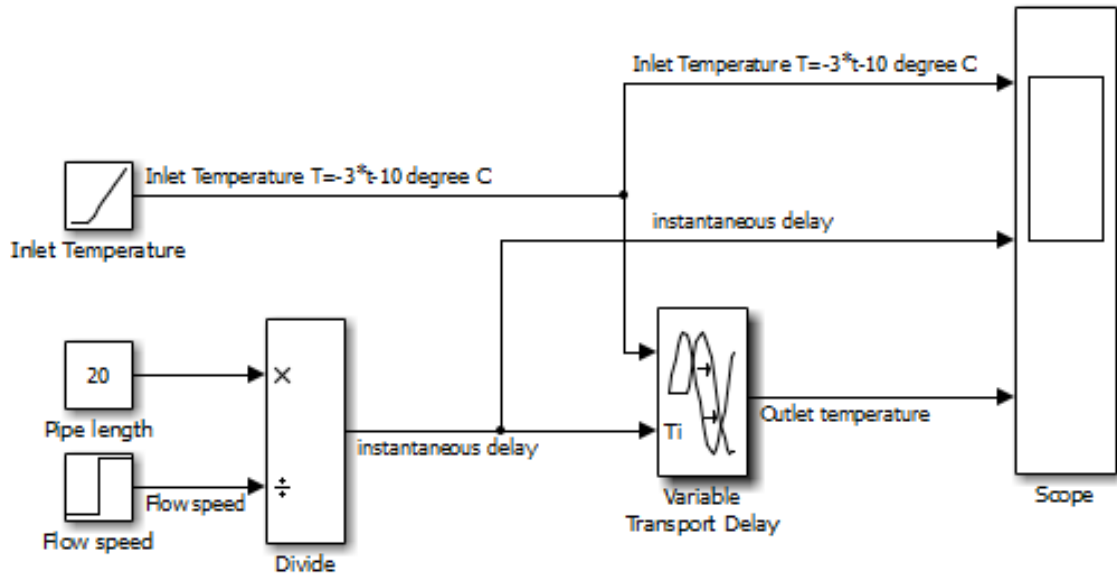 Inlet Temperature T=-3*t-10 degree C
Inlet Temperature T=-3*t-10 degree C
instantaneous delay
Inlet Temperature
20
×
Pipe length
Ti
Outlet temperature
instantaneous delay
÷
Flow speed
Flow speed
Variable
Transport Delay
Scope
Divide